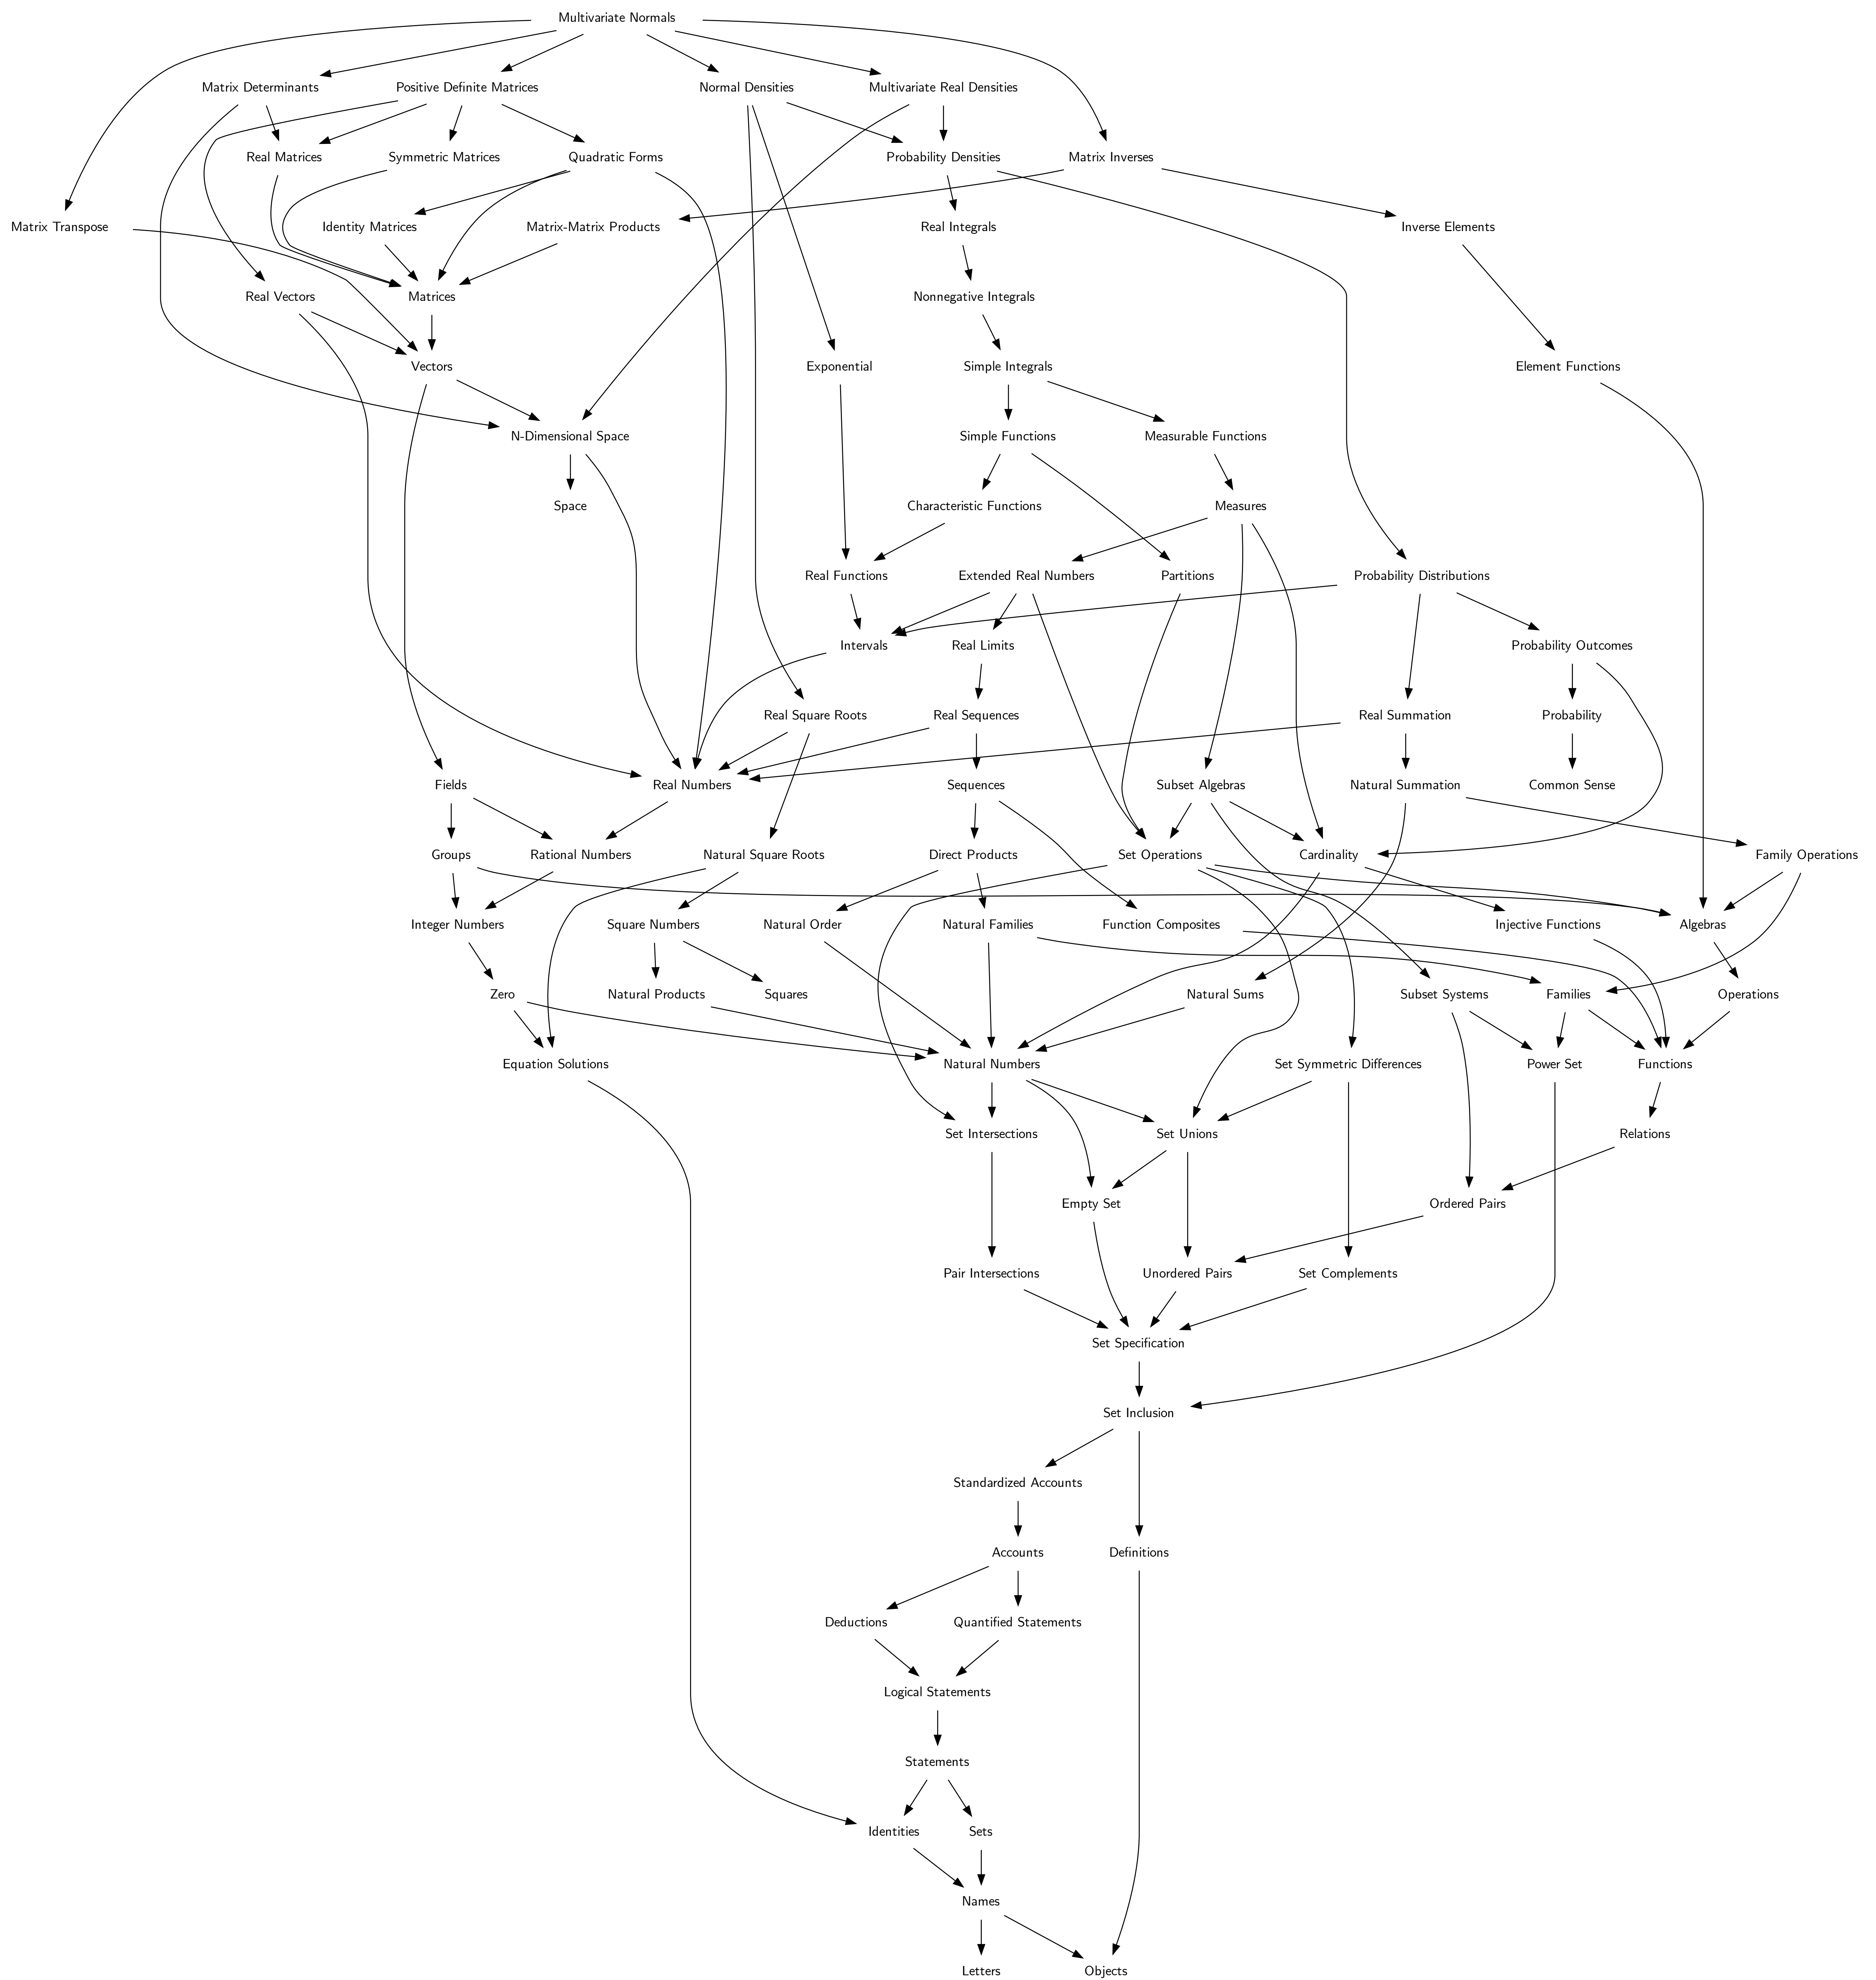 Multivariate Normals
Matrix Determinants
Positive Definite Matrices
Normal Densities
Multivariate Real Densities
Real Matrices
Symmetric Matrices
Quadratic Forms
Probability Densities
Matrix Inverses
Matrix Transpose
Identity Matrices
Matrix-Matrix Products
Real Integrals
Inverse Elements
Real Vectors
Matrices
Nonnegative Integrals
Vectors
Exponential
Simple Integrals
Element Functions
N-Dimensional Space
Simple Functions
Measurable Functions
Space
Characteristic Functions
Measures
Real Functions
Extended Real Numbers
Partitions
Probability Distributions
Intervals
Real Limits
Probability Outcomes
Real Square Roots
Real Sequences
Real Summation
Probability
Fields
Real Numbers
Sequences
Subset Algebras
Natural Summation
Common Sense
Groups
Rational Numbers
Natural Square Roots
Direct Products
Set Operations
Cardinality
Family Operations
Integer Numbers
Square Numbers
Natural Order
Natural Families
Function Composites
Injective Functions
Algebras
Zero
Natural Products
Squares
Natural Sums
Subset Systems
Families
Operations
Equation Solutions
Natural Numbers
Set Symmetric Differences
Power Set
Functions
Set Intersections
Set Unions
Relations
Empty Set
Ordered Pairs
Pair Intersections
Unordered Pairs
Set Complements
Set Specification
Set Inclusion
Standardized Accounts
Accounts
Definitions
Deductions
Quantified Statements
Logical Statements
Statements
Identities
Sets
Names
Letters
Objects